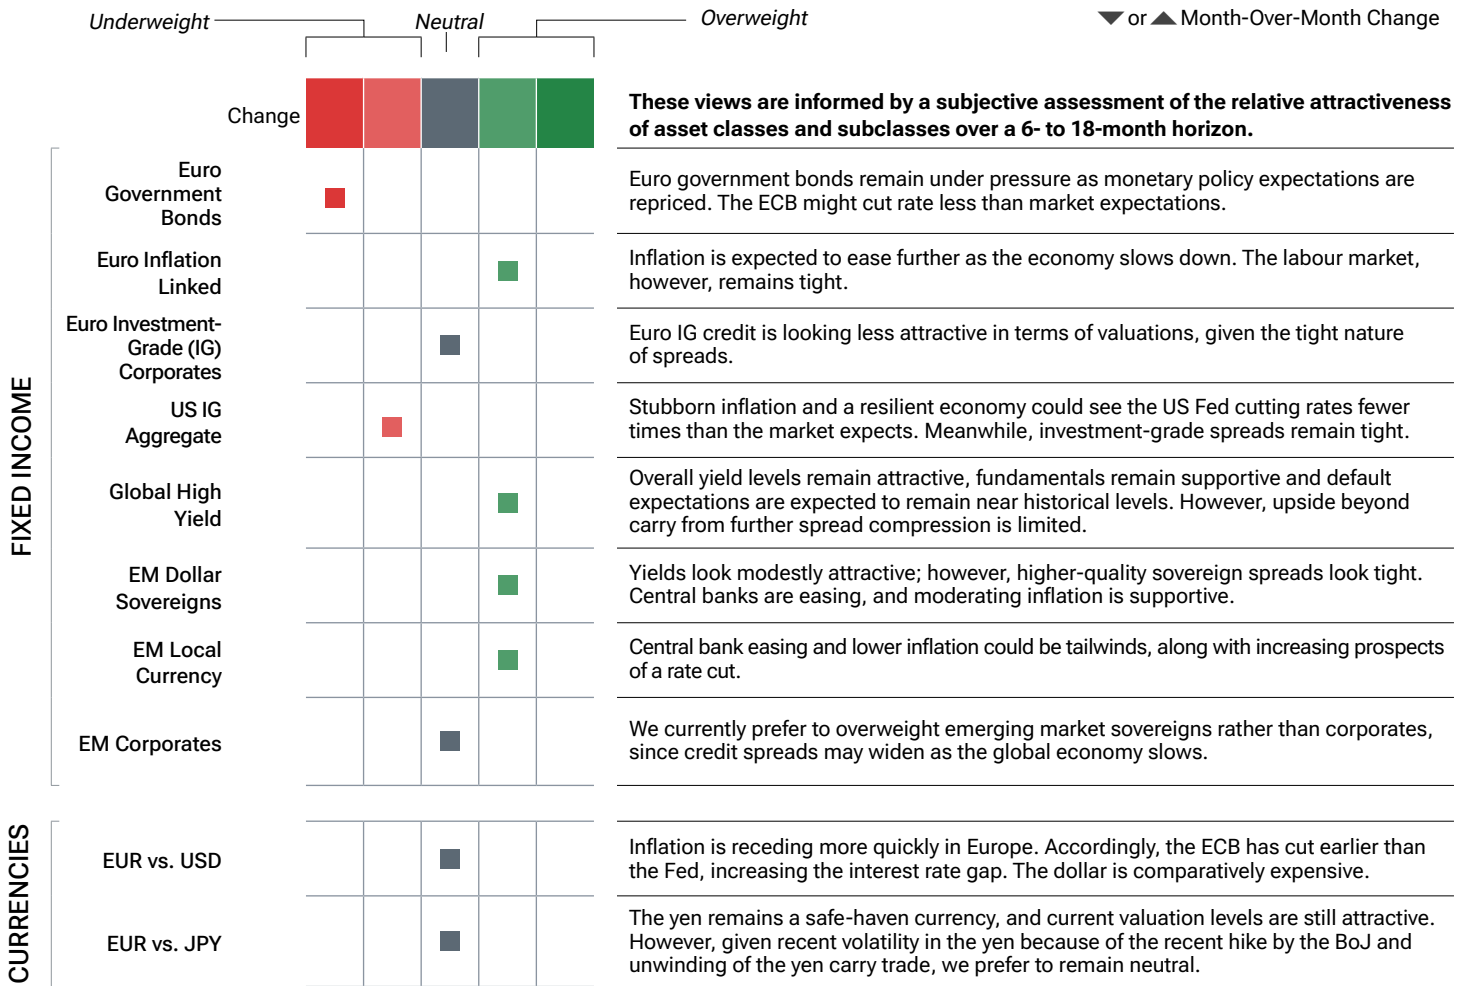 Underweight
Neutral
Overweight
or Month-Over-Month Change
Change
These views are informed by a subjective assessment of the relative attractiveness
of asset classes and subclasses over a 6- to 18-month horizon.
FIXED INCOME
Euro
Government
Bonds
Euro government bonds remain under pressure as monetary policy expectations are
repriced. The ECB might cut rate less than market expectations.
Euro Inflation
Linked
Inflation is expected to ease further as the economy slows down. The labour market,
however, remains tight.
Euro Investment-
Grade (IG)
Corporates
Euro IG credit is looking less attractive in terms of valuations, given the tight nature
of spreads.
US IG
Aggregate
Stubborn inflation and a resilient economy could see the US Fed cutting rates fewer
times than the market expects. Meanwhile, investment-grade spreads remain tight.
Global High
Yield
Overall yield levels remain attractive, fundamentals remain supportive and default
expectations are expected to remain near historical levels. However, upside beyond
carry from further spread compression is limited.
EM Dollar
Sovereigns
Yields look modestly attractive; however, higher-quality sovereign spreads look tight.
Central banks are easing, and moderating inflation is supportive.
EM Local
Currency
Central bank easing and lower inflation could be tailwinds, along with increasing prospects
of a rate cut.
EM Corporates
We currently prefer to overweight emerging market sovereigns rather than corporates,
since credit spreads may widen as the global economy slows.
CURRENCIES
EUR vs. USD
Inflation is receding more quickly in Europe. Accordingly, the ECB has cut earlier than
the Fed, increasing the interest rate gap. The dollar is comparatively expensive.
EUR vs. JPY
The yen remains a safe-haven currency, and current valuation levels are still attractive.
However, given recent volatility in the yen because of the recent hike by the BoJ and
unwinding of the yen carry trade, we prefer to remain neutral.